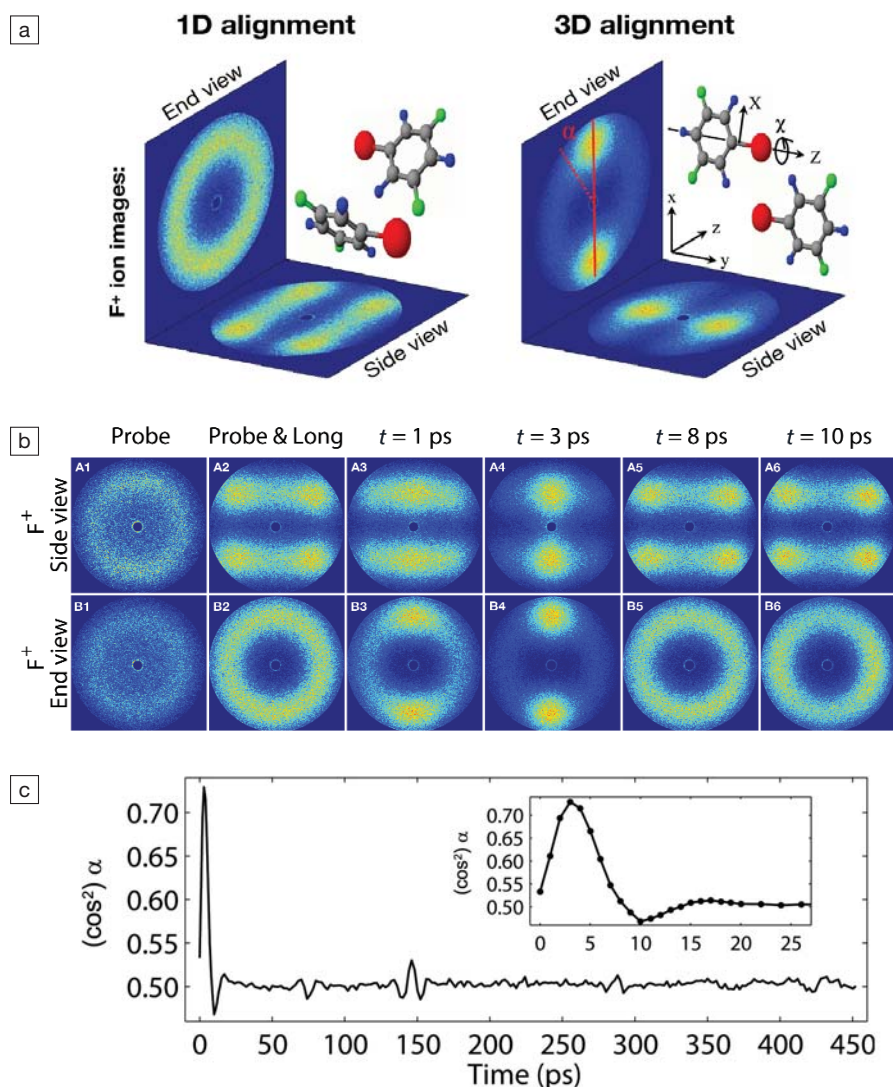 a
1D alignment
3D alignment
F+ ion images:
End view
Side view
End view
Side view
α
X
χ
Z
x
z
y
b
Probe
Probe & Long
t = 1 ps
t = 3 ps
t = 8 ps
t = 10 ps
F+
Side view
A1
A2
A3
A4
A5
A6
F+
End view
B1
B2
B3
B4
B5
B6
c
⟨cos²⟩ α
0.70
0.65
0.60
0.55
0.50
0 50 100 150 200 250 300 350 400 450
Time (ps)
(cos²) α
0.70
0.65
0.60
0.55
0.50
0 5 10 15 20 25